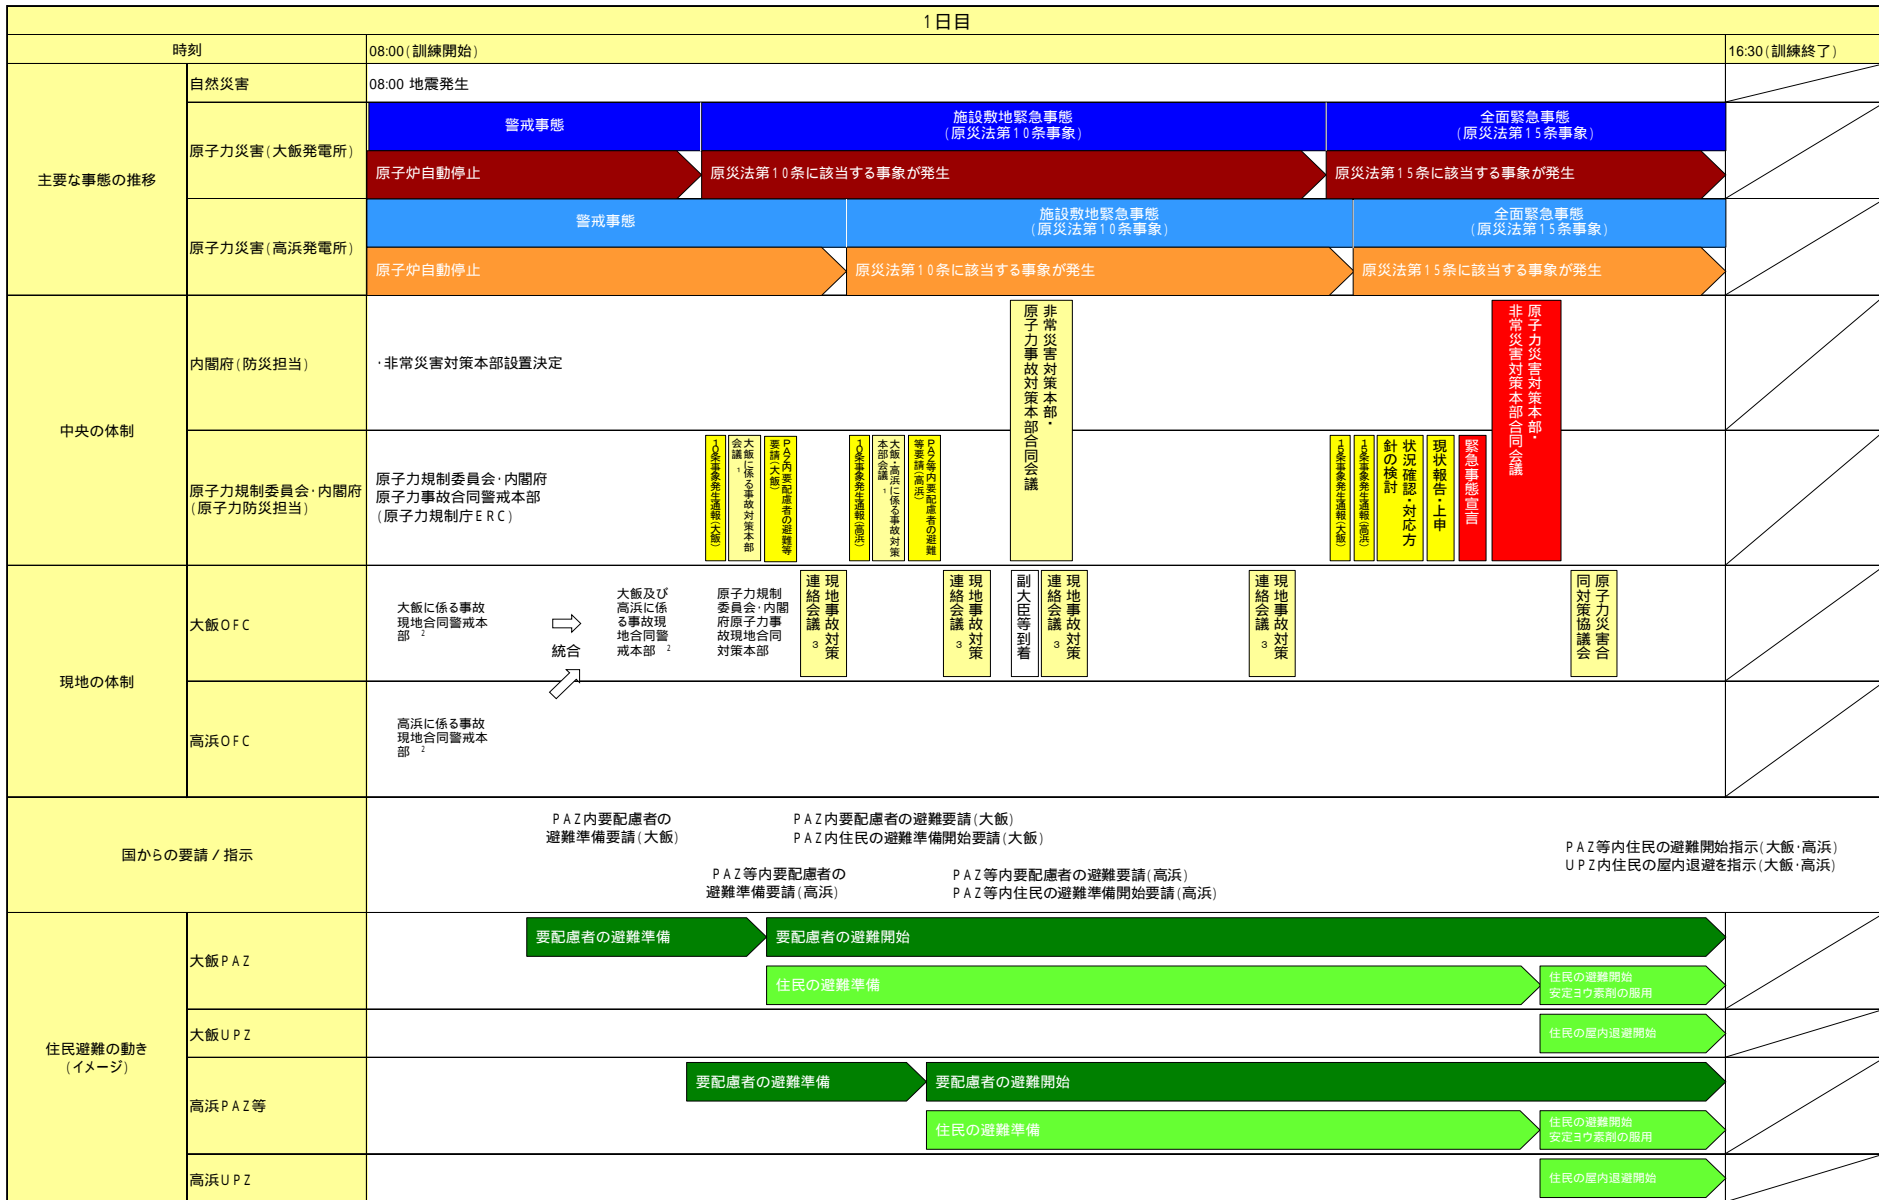 1日目
時刻
08:00(訓練開始)
16:30(訓練終了)
主要な事態の推移
自然災害
08:00 地震発生
原子力災害(大飯発電所)
警戒事態
施設敷地緊急事態
(原災法第10条事象)
全面緊急事態
(原災法第15条事象)
原子炉自動停止
原災法第10条に該当する事象が発生
原災法第15条に該当する事象が発生
原子力災害(高浜発電所)
警戒事態
施設敷地緊急事態
(原災法第10条事象)
全面緊急事態
(原災法第15条事象)
原子炉自動停止
原災法第10条に該当する事象が発生
原災法第15条に該当する事象が発生
中央の体制
内閣府(防災担当)
・非常災害対策本部設置決定
非常災害対策本部・
原子力事故対策本部合同会議
原子力災害対策本部・
非常災害対策本部合同会議
原子力規制委員会・内閣府
(原子力防災担当)
原子力規制委員会・内閣府
原子力事故合同警戒本部
(原子力規制庁ERC)
10条事象発生通報(大飯)
大飯に係る事故対策本部
会議 1
PAZ内要配慮者の避難等
要請(大飯)
10条事象発生通報(高浜)
大飯・高浜に係る事故対策
本部会議 1
PAZ等内要配慮者の避難
等要請(高浜)
15条事象発生通報(大飯)
15条事象発生通報(高浜)
状況確認・対応方
針の検討
現状報告・上申
緊急事態宣言
現地の体制
大飯OFC
大飯に係る事故
現地合同警戒本
部 2
統合
大飯及び
高浜に係
る事故現
地合同警
戒本部 2
原子力規制
委員会・内閣
府原子力事
故現地合同
対策本部
現地事故対策
連絡会議 3
現地事故対策
連絡会議 3
副大臣等到着
現地事故対策
連絡会議 3
現地事故対策
連絡会議 3
原子力災害合
同対策協議会
高浜OFC
高浜に係る事故
現地合同警戒本
部 2
国からの要請/指示
PAZ内要配慮者の
避難準備要請(大飯)
PAZ内要配慮者の避難要請(大飯)
PAZ内住民の避難準備開始要請(大飯)
PAZ等内要配慮者の
避難準備要請(高浜)
PAZ等内要配慮者の避難要請(高浜)
PAZ等内住民の避難準備開始要請(高浜)
PAZ等内住民の避難開始指示(大飯・高浜)
UPZ内住民の屋内退避を指示(大飯・高浜)
住民避難の動き
(イメージ)
大飯PAZ
要配慮者の避難準備
要配慮者の避難開始
住民の避難準備
住民の避難開始
安定ヨウ素剤の服用
大飯UPZ
住民の屋内退避開始
高浜PAZ等
要配慮者の避難準備
要配慮者の避難開始
住民の避難準備
住民の避難開始
安定ヨウ素剤の服用
高浜UPZ
住民の屋内退避開始